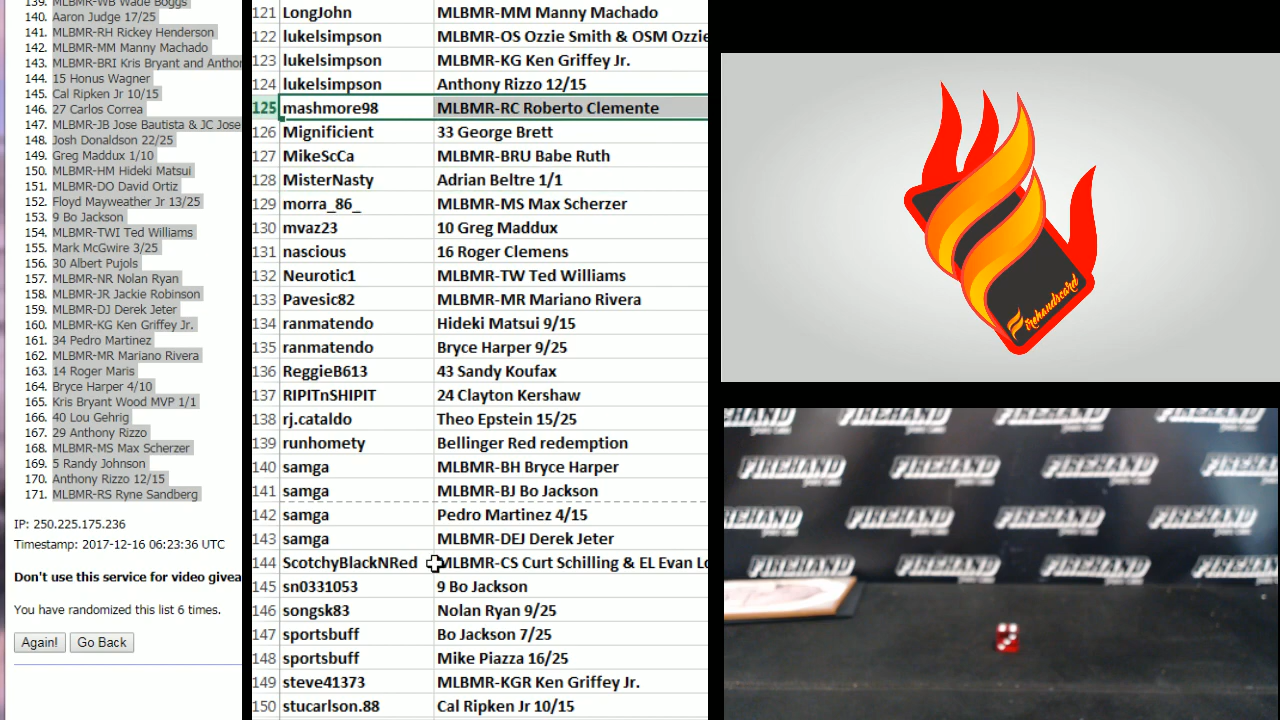 139. MLBMR-WB Wade Boggs
140. Aaron Judge 17/25
141. MLBMR-RH Rickey Henderson
142. MLBMR-MM Manny Machado
143. MLBMR-BRI Kris Bryant and Anthon
144. 15 Honus Wagner
145. Cal Ripken Jr 10/15
146. 27 Carlos Correa
147. MLBMR-JB Jose Bautista & JC Jose
148. Josh Donaldson 22/25
149. Greg Maddux 1/10
150. MLBMR-HM Hideki Matsui
151. MLBMR-DO David Ortiz
152. Floyd Mayweather Jr 13/25
153. 9 Bo Jackson
154. MLBMR-TWI Ted Williams
155. Mark McGwire 3/25
156. 30 Albert Pujols
157. MLBMR-NR Nolan Ryan
158. MLBMR-JR Jackie Robinson
159. MLBMR-DJ Derek Jeter
160. MLBMR-KG Ken Griffey Jr.
161. 34 Pedro Martinez
162. MLBMR-MR Mariano Rivera
163. 14 Roger Maris
164. Bryce Harper 4/10
165. Kris Bryant Wood MVP 1/1
166. 40 Lou Gehrig
167. 29 Anthony Rizzo
168. MLBMR-MS Max Scherzer
169. 5 Randy Johnson
170. Anthony Rizzo 12/15
171. MLBMR-RS Ryne Sandberg
IP: 250.225.175.236
Timestamp: 2017-12-16 06:23:36 UTC
Don't use this service for video givea
You have randomized this list 6 times.
Again! Go Back
121 LongJohn MLBMR-MM Manny Machado
122 lukelsimpson MLBMR-OS Ozzie Smith & OSM Ozzie
123 lukelsimpson MLBMR-KG Ken Griffey Jr.
124 lukelsimpson Anthony Rizzo 12/15
125 mashmore98 MLBMR-RC Roberto Clemente
126 Mignificient 33 George Brett
127 MikeScCa MLBMR-BRU Babe Ruth
128 MisterNasty Adrian Beltre 1/1
129 morra_86_ MLBMR-MS Max Scherzer
130 mvaz23 10 Greg Maddux
131 nascious 16 Roger Clemens
132 Neurotic1 MLBMR-TW Ted Williams
133 Pavesic82 MLBMR-MR Mariano Rivera
134 ranmatendo Hideki Matsui 9/15
135 ranmatendo Bryce Harper 9/25
136 ReggieB613 43 Sandy Koufax
137 RIPITnSHIPIT 24 Clayton Kershaw
138 rj.cataldo Theo Epstein 15/25
139 runhomety Bellinger Red redemption
140 samga MLBMR-BH Bryce Harper
141 samga MLBMR-BJ Bo Jackson
142 samga Pedro Martinez 4/15
143 samga MLBMR-DEJ Derek Jeter
144 ScotchyBlackNRed MLBMR-CS Curt Schilling & EL Evan Lo
145 sn0331053 9 Bo Jackson
146 songsk83 Nolan Ryan 9/25
147 sportsbuff Bo Jackson 7/25
148 sportsbuff Mike Piazza 16/25
149 steve41373 MLBMR-KGR Ken Griffey Jr.
150 stucarlson.88 Cal Ripken Jr 10/15
Firehandscard
FIREHAND FIREHAND FIREHAND
FIREHAND FIREHAND FIREHAND
FIREHAND FIREHAND FIREHAND